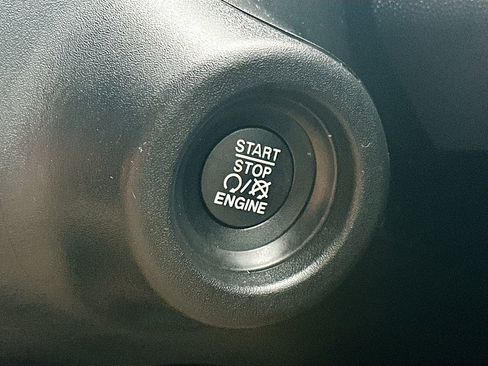 START
STOP
/
ENGINE